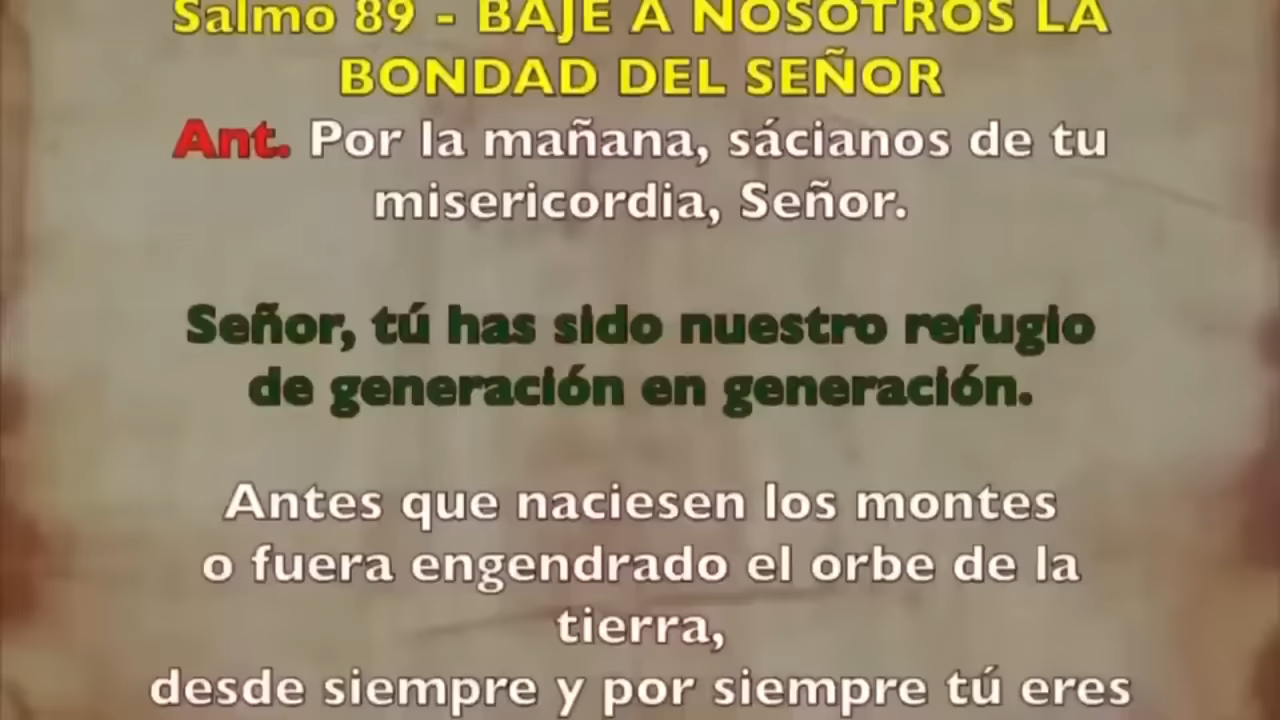 Salmo 89 - BAJE A NOSOTROS LA
BONDAD DEL SEÑOR
Ant. Por la mañana, sácianos de tu
misericordia, Señor.
Señor, tú has sido nuestro refugio
de generación en generación.
Antes que naciesen los montes
o fuera engendrado el orbe de la
tierra,
desde siempre y por siempre tú eres